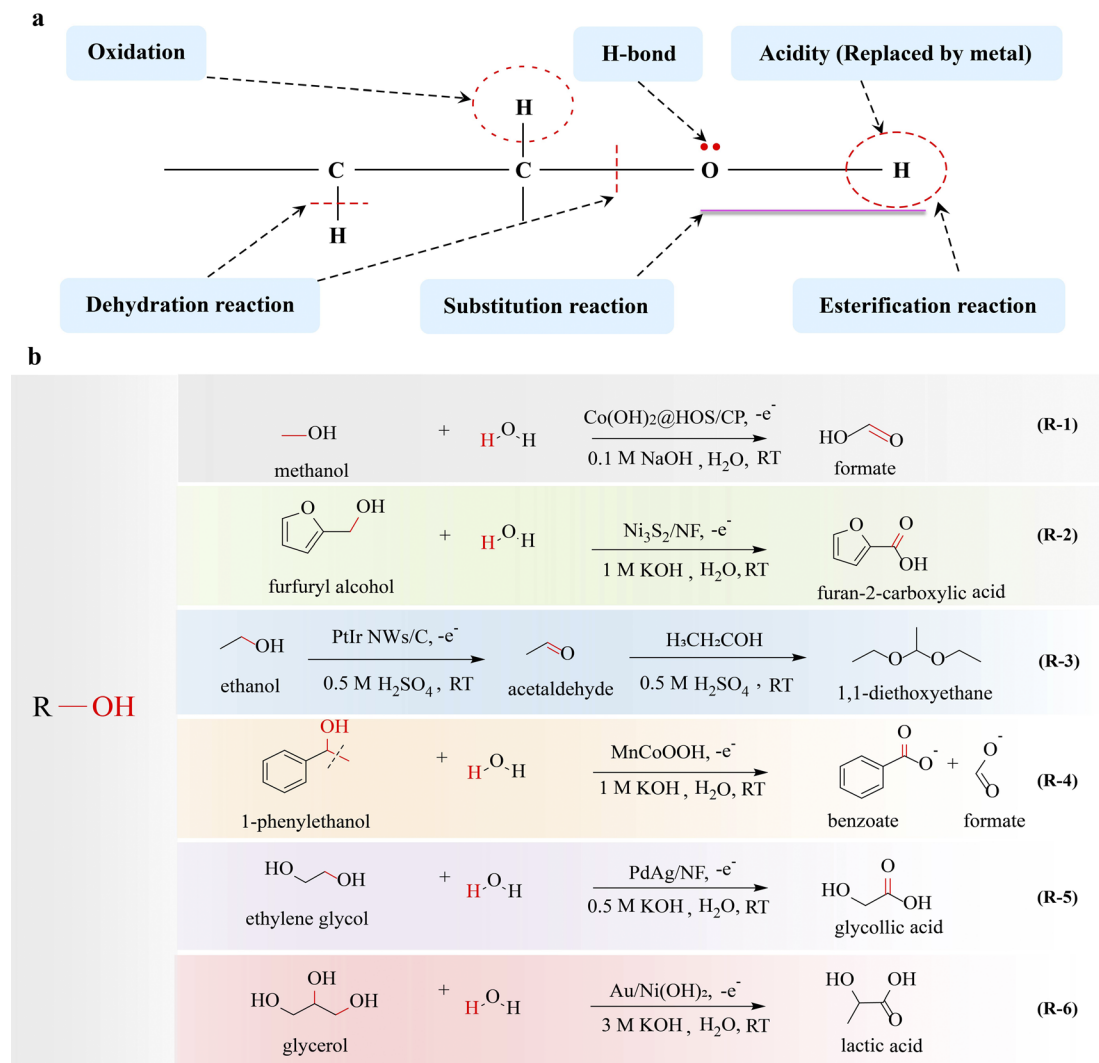 a
Oxidation
H-bond
Acidity (Replaced by metal)
H
C
C
O
H
H
Dehydration reaction
Substitution reaction
Esterification reaction
b
R—OH
OH
methanol
+
H O H
Co(OH)₂@HOS/CP, -e⁻
0.1 M NaOH , H₂O, RT
HO O
formate
(R-1)
O OH
furfuryl alcohol
+
H O H
Ni₃S₂/NF, -e⁻
1 M KOH , H₂O, RT
O O OH
furan-2-carboxylic acid
(R-2)
OH
ethanol
PtIr NWs/C, -e⁻
0.5 M H₂SO₄ , RT
O
acetaldehyde
H₃CH₂COH
0.5 M H₂SO₄ , RT
O O
1,1-diethoxyethane
(R-3)
OH
1-phenylethanol
+
H O H
MnCoOOH, -e⁻
1 M KOH , H₂O, RT
O O⁻
benzoate
+
O⁻ O
formate
(R-4)
HO OH
ethylene glycol
+
H O H
PdAg/NF, -e⁻
0.5 M KOH , H₂O, RT
HO O OH
glycollic acid
(R-5)
HO OH OH
glycerol
+
H O H
Au/Ni(OH)₂, -e⁻
3 M KOH , H₂O, RT
HO OH O
lactic acid
(R-6)